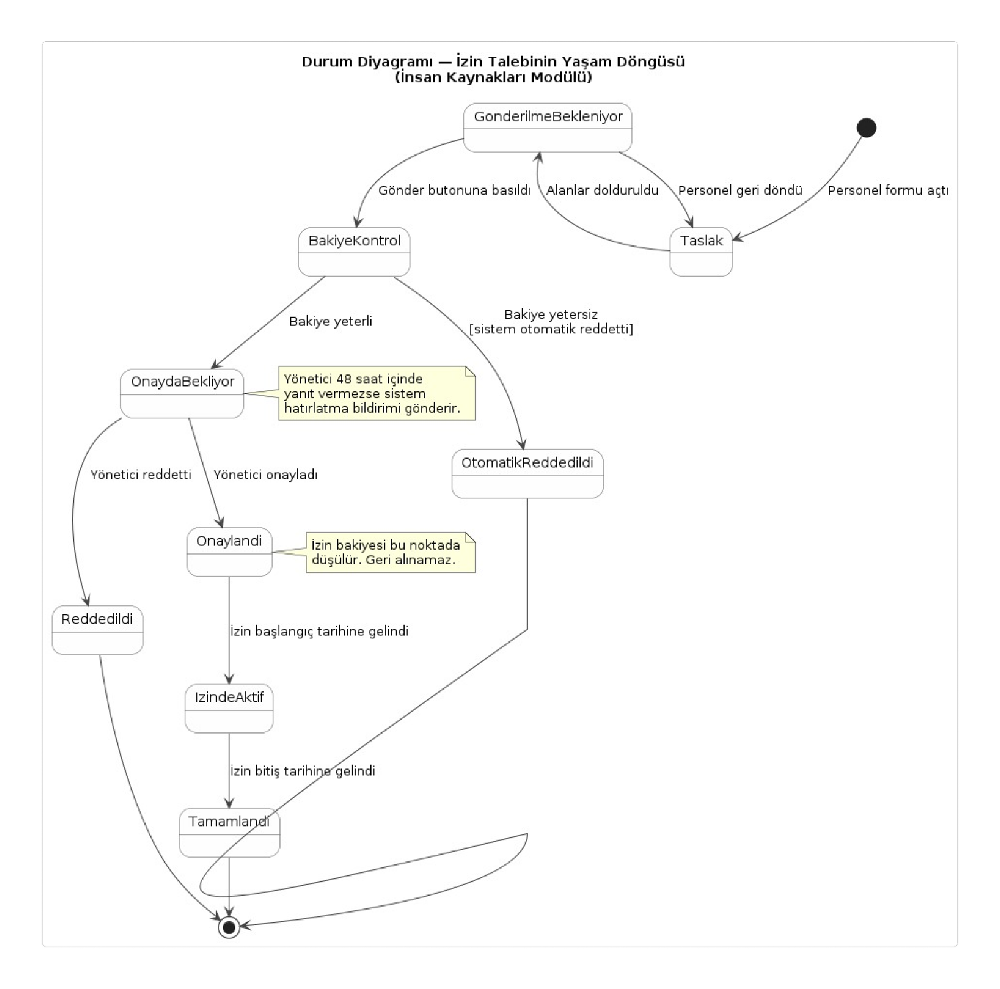 Durum Diyagramı — İzin Talebinin Yaşam Döngüsü
(İnsan Kaynakları Modülü)
GonderilmeBekleniyor
Gönder butonuna basıldı
Alanlar dolduruldu
Personel geri döndü
Personel formu açtı
BakiyeKontrol
Taslak
Bakiye yeterli
Bakiye yetersiz
[sistem otomatik reddetti]
OnaydaBekliyor
Yönetici 48 saat içinde
yanıt vermezse sistem
hatırlatma bildirimi gönderir.
Yönetici reddetti
Yönetici onayladı
OtomatikReddedildi
Onaylandi
İzin bakiyesi bu noktada
düşülür. Geri alınamaz.
Reddedildi
İzin başlangıç tarihine gelindi
IzindeAktif
İzin bitiş tarihine gelindi
Tamamlandi